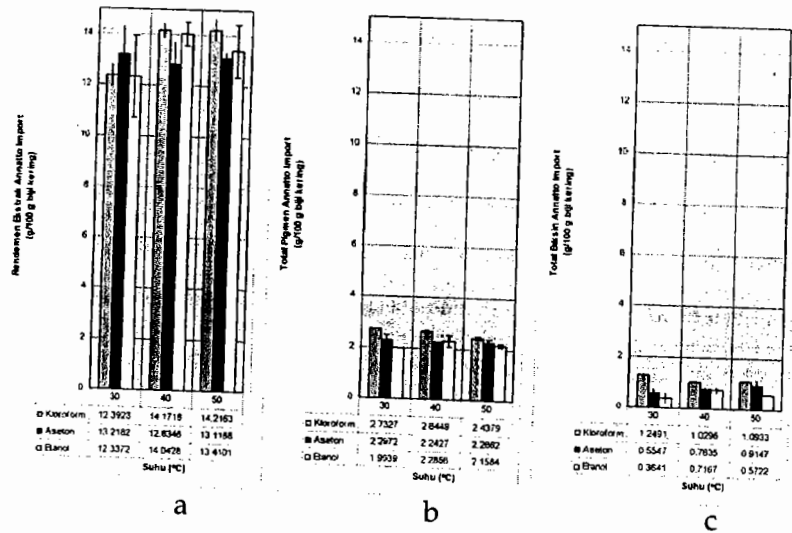 Rendemen Ekstrak Annatto Import
(g/100 g biji kering)
14
12
10
8
6
4
2
0
30 40 50
Kloroform 12.3923 14.1718 14.2163
Aseton 13.2182 12.8346 13.1188
Etanol 12.3372 14.0428 13.4101
Suhu (°C)
a
Total Pigmen Annatto Import
(g/100 g biji kering)
14
12
10
8
6
4
2
0
30 40 50
Kloroform 2.7327 2.6449 2.4379
Aseton 2.2972 2.2427 2.2662
Etanol 1.9939 2.2856 2.1584
Suhu (°C)
b
Total Biksin Annatto Import
(g/100 g biji kering)
14
12
10
8
6
4
2
0
30 40 50
Kloroform 1.2491 1.0296 1.0933
Aseton 0.5547 0.7835 0.9147
Etanol 0.3641 0.7167 0.5722
Suhu (°C)
c